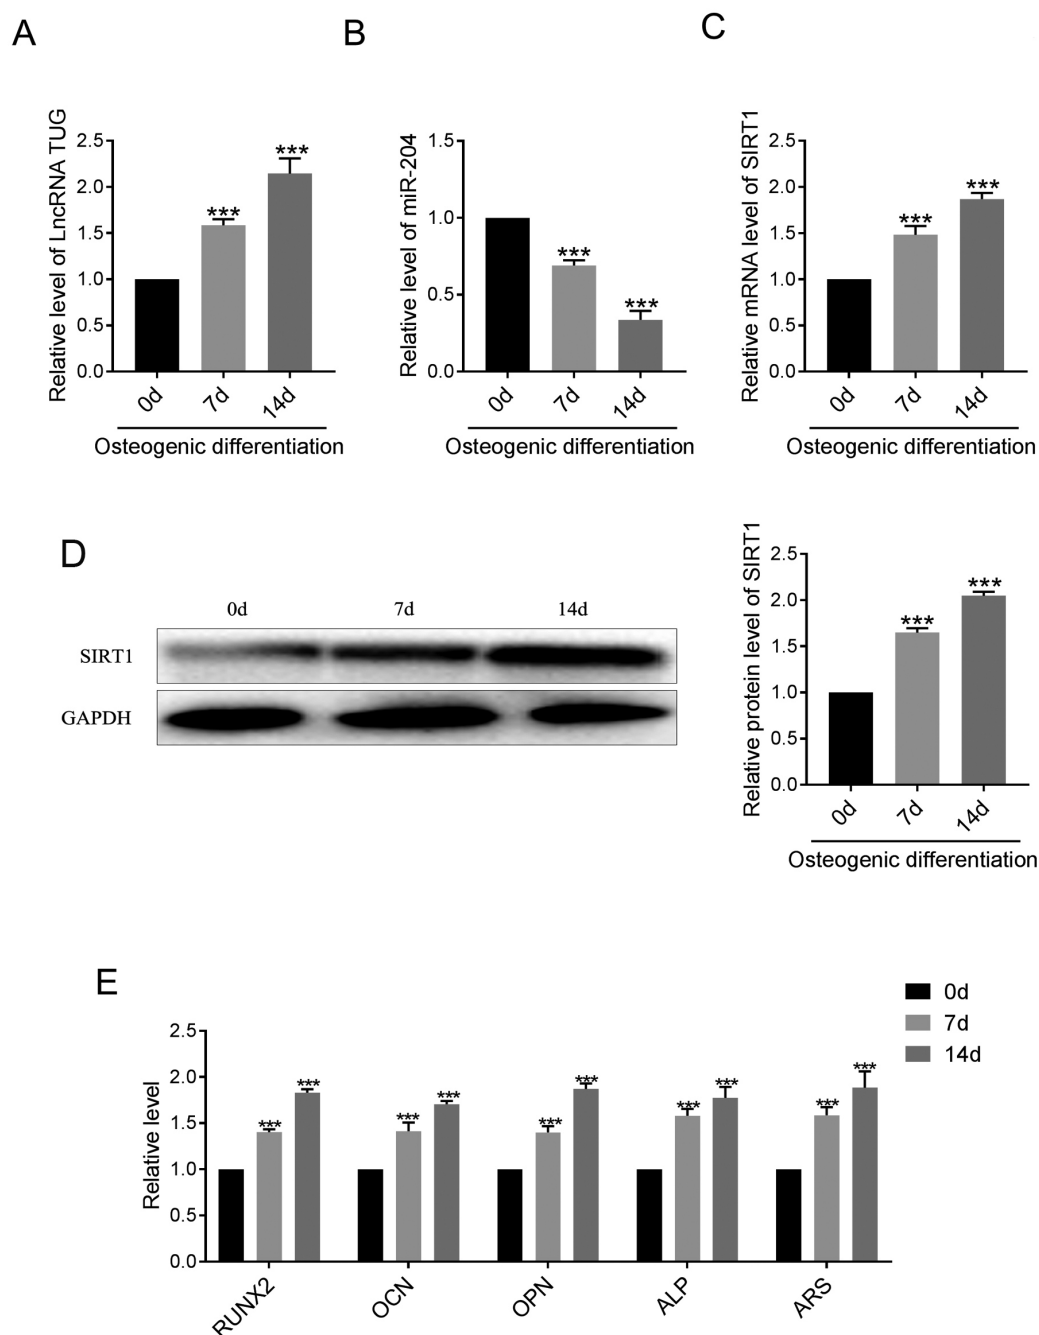 A
B
C
Relative level of LncRNA TUG
2.5
2.0
1.5
1.0
0.5
0.0
***
***
0d
7d
14d
Osteogenic differentiation
Relative level of miR-204
1.5
1.0
0.5
0.0
***
***
0d
7d
14d
Osteogenic differentiation
Relative mRNA level of SIRT1
2.5
2.0
1.5
1.0
0.5
0.0
***
***
0d
7d
14d
Osteogenic differentiation
D
0d 7d 14d
SIRT1
GAPDH
Relative protein level of SIRT1
2.5
2.0
1.5
1.0
0.5
0.0
***
***
0d
7d
14d
Osteogenic differentiation
E
0d
7d
14d
Relative level
2.5
2.0
1.5
1.0
0.5
0.0
*** ***
*** ***
*** ***
*** ***
*** ***
RUNX2
OCN
OPN
ALP
ARS